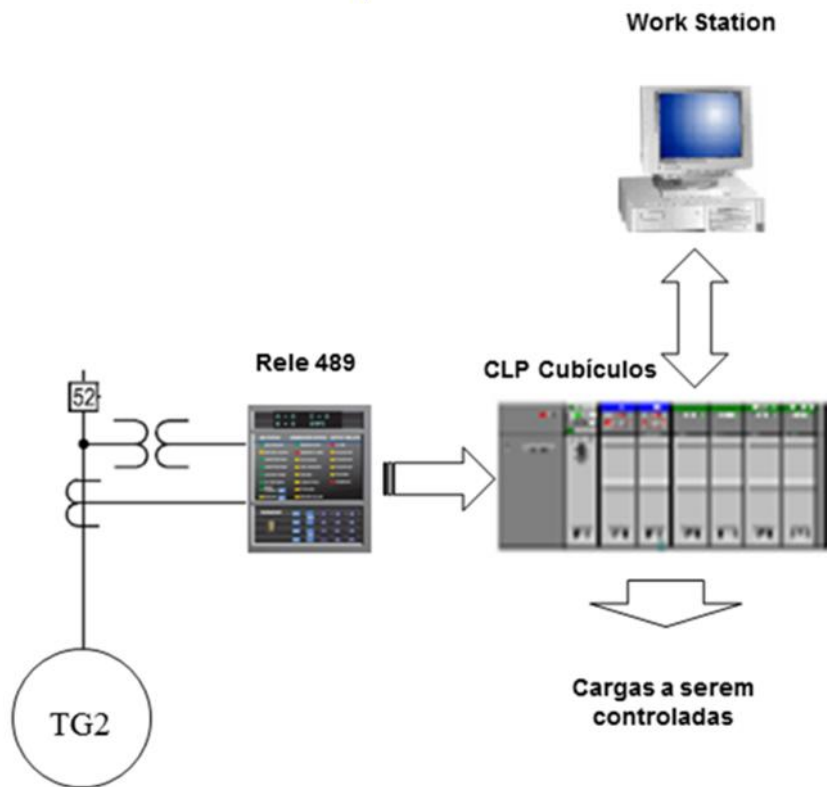 Work Station
Rele 489
CLP Cubículos
52
TG2
Cargas a serem
controladas